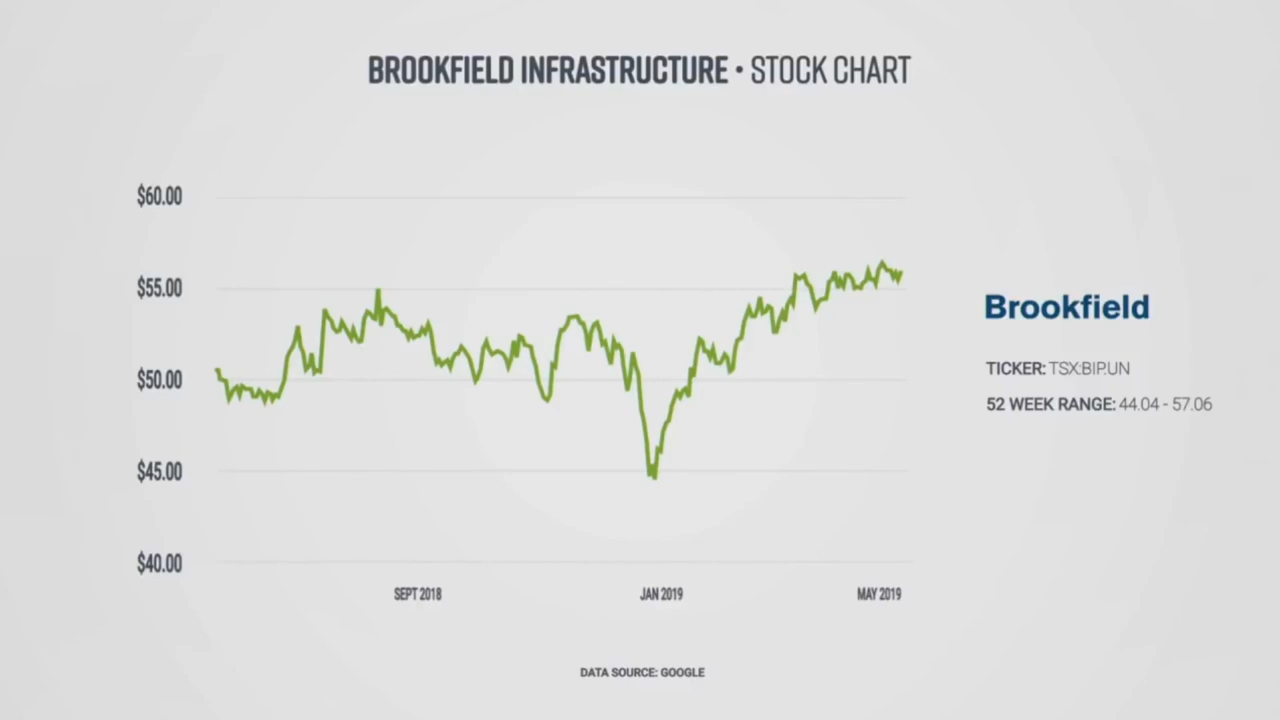 BROOKFIELD INFRASTRUCTURE • STOCK CHART
$60.00
$55.00
$50.00
$45.00
$40.00
SEPT 2018
JAN 2019
MAY 2019
Brookfield
TICKER: TSX:BIP.UN
52 WEEK RANGE: 44.04 - 57.06
DATA SOURCE: GOOGLE